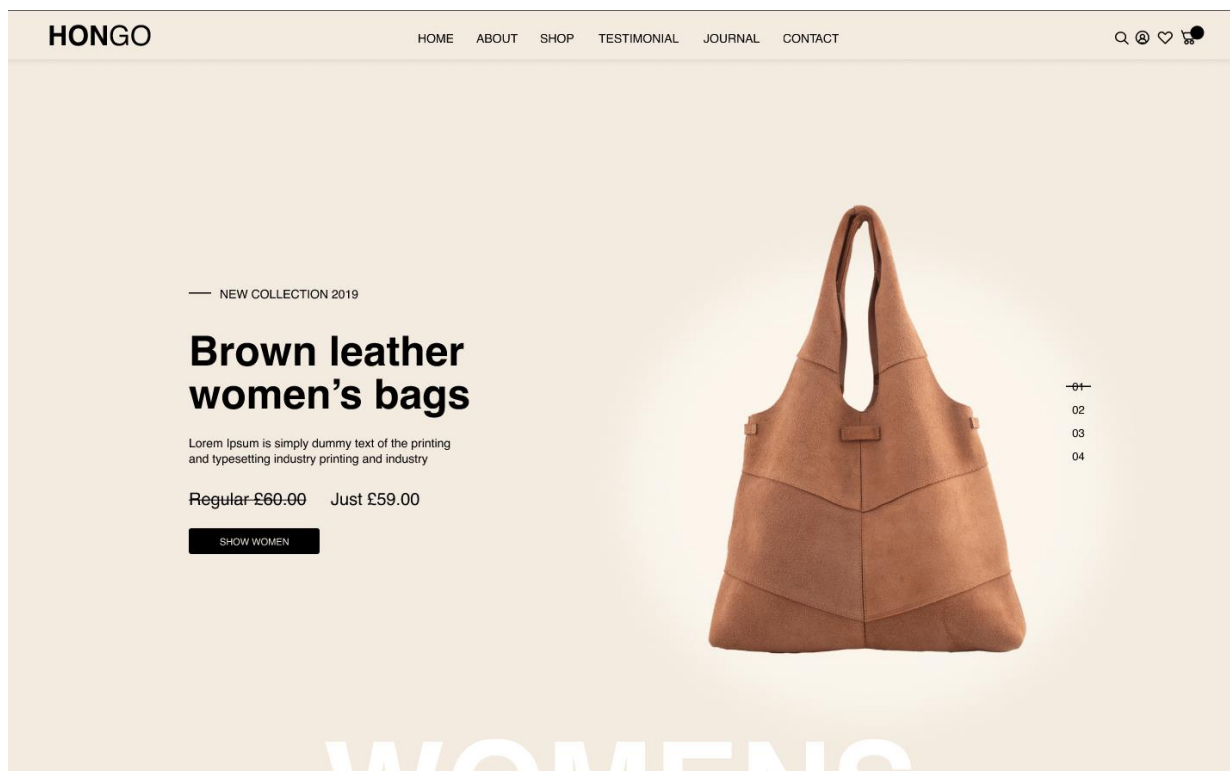 HONGO
HOME ABOUT SHOP TESTIMONIAL JOURNAL CONTACT
NEW COLLECTION 2019
Brown leather
women’s bags
Lorem Ipsum is simply dummy text of the printing
and typesetting industry printing and industry
Regular £60.00 Just £59.00
SHOW WOMEN
01
02
03
04
WOMENS